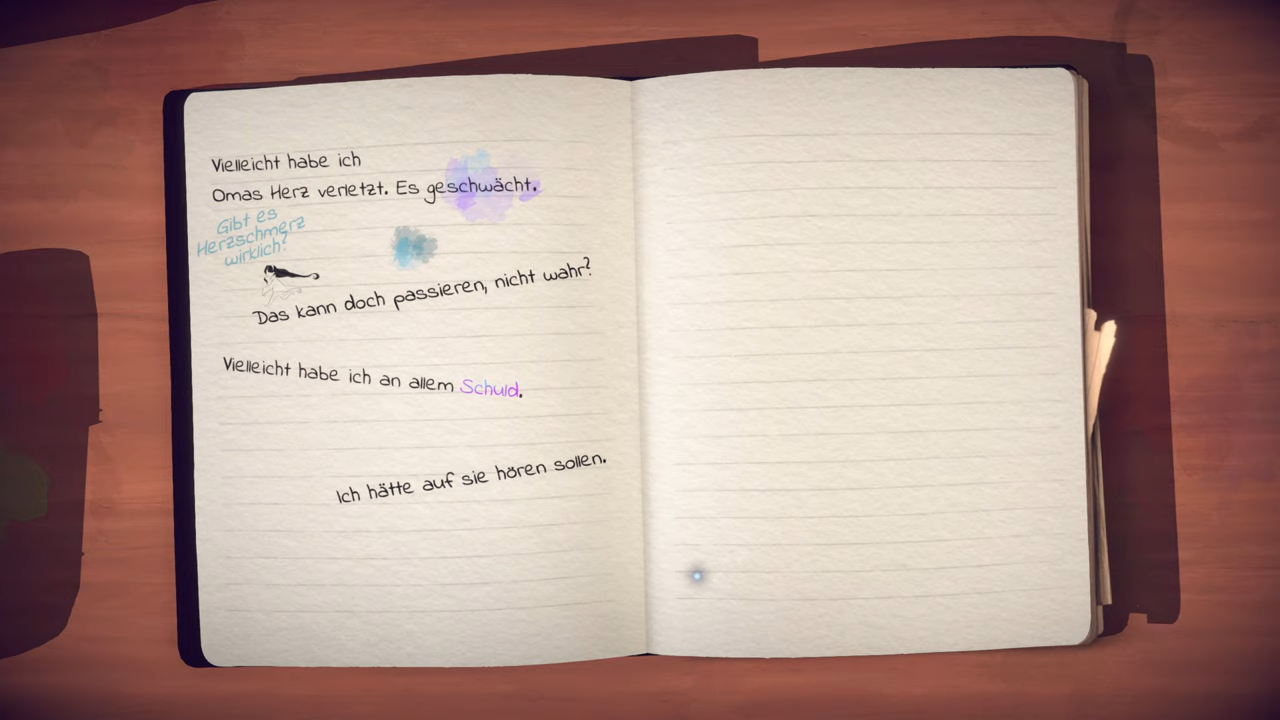 Vielleicht habe ich
Omas Herz verletzt. Es geschwächt.
Gibt es
Herzschmerz
wirklich?
Das kann doch passieren, nicht wahr?
Vielleicht habe ich an allem Schuld.
Ich hätte auf sie hören sollen.